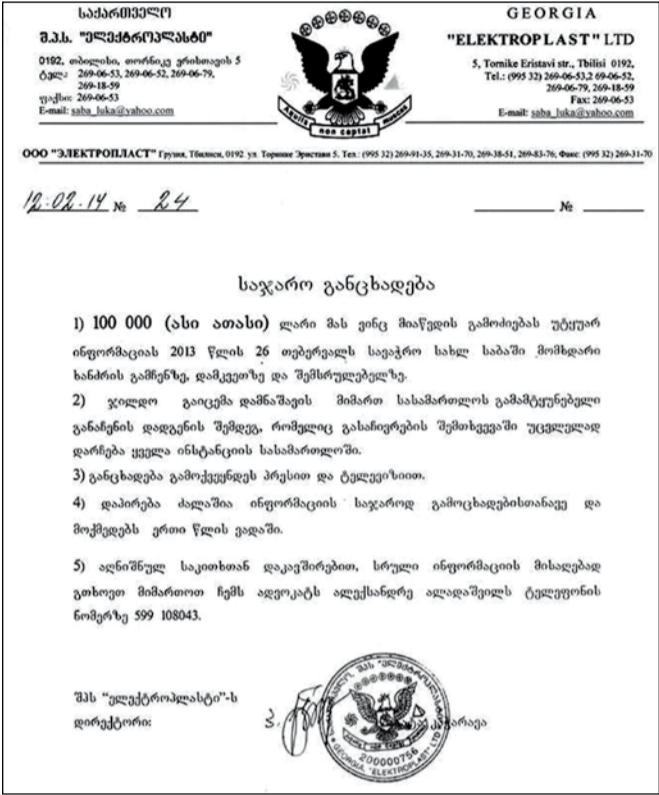 საქართველო
შ.პ.ს. "ელექტროპლასტი"
0192, თბილისი, თორნიკე ერისთავის 5
ტელ: 269-06-53, 269-06-52, 269-06-79,
269-18-59
ფაქსი: 269-06-53
E-mail: saba_luka@yahoo.com
Aquila non captat muscas
GEORGIA
"ELEKTROPLAST" LTD
5, Tornike Eristavi str., Tbilisi 0192,
Tel.: (995 32) 269-06-53,2 69-06-52,
269-06-79, 269-18-59
Fax: 269-06-53
E-mail: saba_luka@yahoo.com
ООО "ЭЛЕКТРОПЛАСТ" Грузия, Тбилиси, 0192 ул. Торнике Эристави 5. Тел.: (995 32) 269-91-35, 269-31-70, 269-38-51, 269-83-76; Факс: (995 32) 269-31-70
12.02.14 № 24
№
საჯარო განცხადება
1) 100 000 (ასი ათასი) ლარი მას ვინც მიაწვდის გამოძიებას უტყუარ
ინფორმაციას 2013 წლის 26 თებერვალს სავაჭრო სახლ საბაში მომხდარი
ხანძრის გამჩენზე, დამკვეთზე და შემსრულებელზე.
2) ჯილდო გაიცემა დამნაშავის მიმართ სასამართლოს გამამტყუნებელი
განაჩენის დადგენის შემდეგ, რომელიც გასაჩივრების შემთხვევაში უცვლელად
დარჩება ყველა ინსტანციის სასამართლოში.
3) განცხადება გამოქვეყნდეს პრესით და ტელევიზიით.
4) დაპირება ძალაშია ინფორმაციის საჯაროდ გამოცხადებისთანავე და
მოქმედებს ერთი წლის ვადაში.
5) აღნიშნულ საკითხთან დაკავშირებით, სრული ინფორმაციის მისაღებად
გთხოვთ მიმართოთ ჩემს ადვოკატს ალექსანდრე ალადაშვილს ტელეფონის
ნომერზე 599 108043.
შპს "ელექტროპლასტი"-ს
დირექტორი:
200000756
GEORGIA, "ELEKTROPLAST" LTD